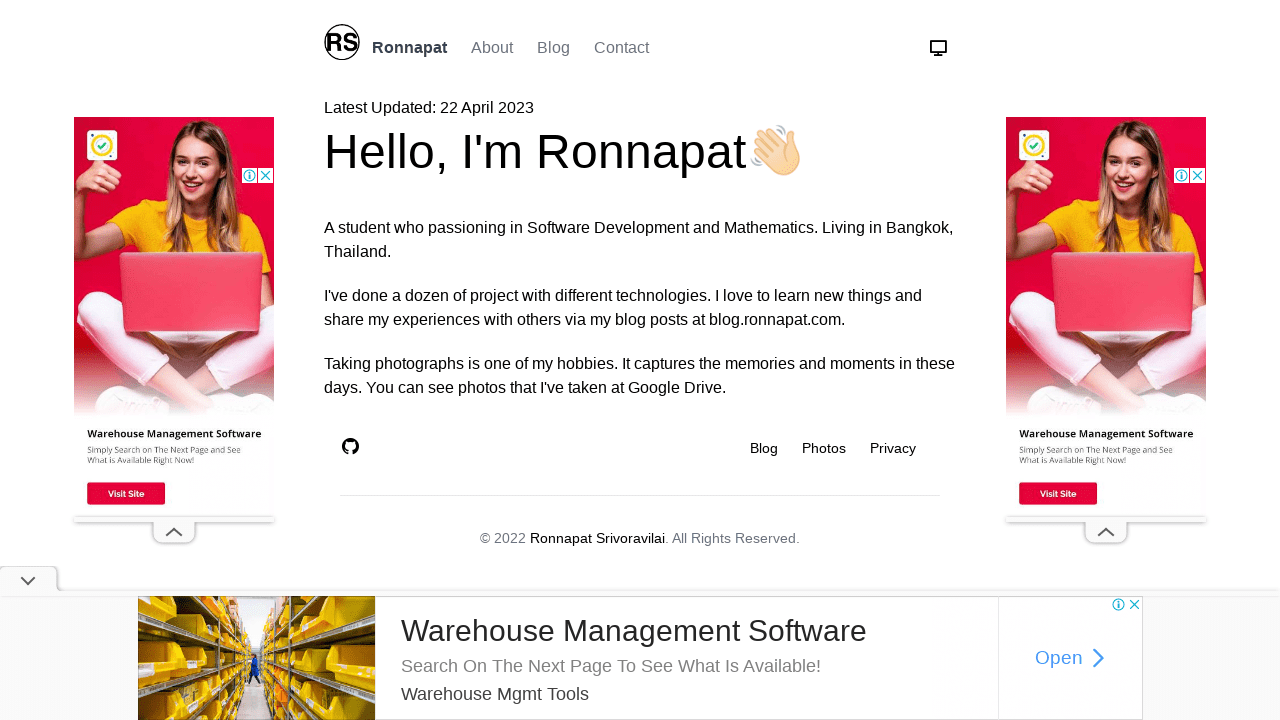 RS Ronnapat About Blog Contact
Latest Updated: 22 April 2023
Hello, I'm Ronnapat
A student who passioning in Software Development and Mathematics. Living in Bangkok,
Thailand.
I've done a dozen of project with different technologies. I love to learn new things and
share my experiences with others via my blog posts at blog.ronnapat.com.
Taking photographs is one of my hobbies. It captures the memories and moments in these
days. You can see photos that I've taken at Google Drive.
Blog Photos Privacy
© 2022 Ronnapat Srivoravilai. All Rights Reserved.
Warehouse Management Software
Simply Search on The Next Page and See
What is Available Right Now!
Visit Site
Warehouse Management Software
Simply Search on The Next Page and See
What is Available Right Now!
Visit Site
Warehouse Management Software
Search On The Next Page To See What Is Available!
Warehouse Mgmt Tools
Open